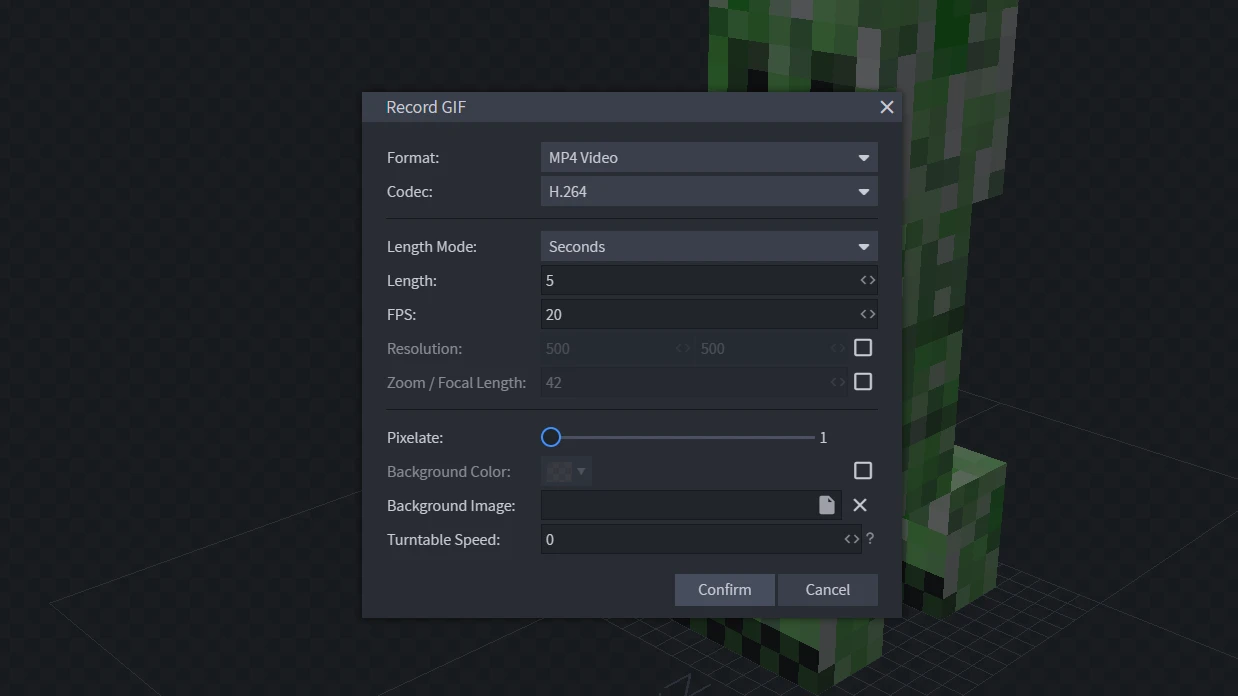 Record GIF
Format: MP4 Video
Codec: H.264
Length Mode: Seconds
Length: 5
FPS: 20
Resolution: 500 500
Zoom / Focal Length: 42
Pixelate: 1
Background Color:
Background Image:
Turntable Speed: 0 ?
Confirm Cancel